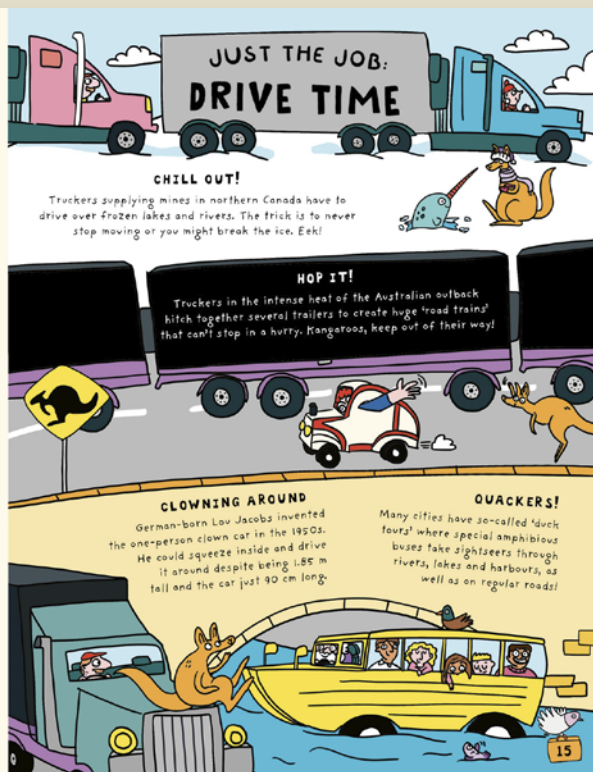 JUST THE JOB:
DRIVE TIME
CHILL OUT!
Truckers supplying mines in northern Canada have to
drive over frozen lakes and rivers. The trick is to never
stop moving or you might break the ice. Eek!
HOP IT!
Truckers in the intense heat of the Australian outback
hitch together several trailers to create huge ‘road trains’
that can’t stop in a hurry. Kangaroos, keep out of their way!
CLOWNING AROUND
German-born Lou Jacobs invented
the one-person clown car in the 1950s.
He could squeeze inside and drive
it around despite being 1.85 m
tall and the car just 90 cm long.
QUACKERS!
Many cities have so-called ‘duck
tours’ where special amphibious
buses take sightseers through
rivers, lakes and harbours, as
well as on regular roads!
15